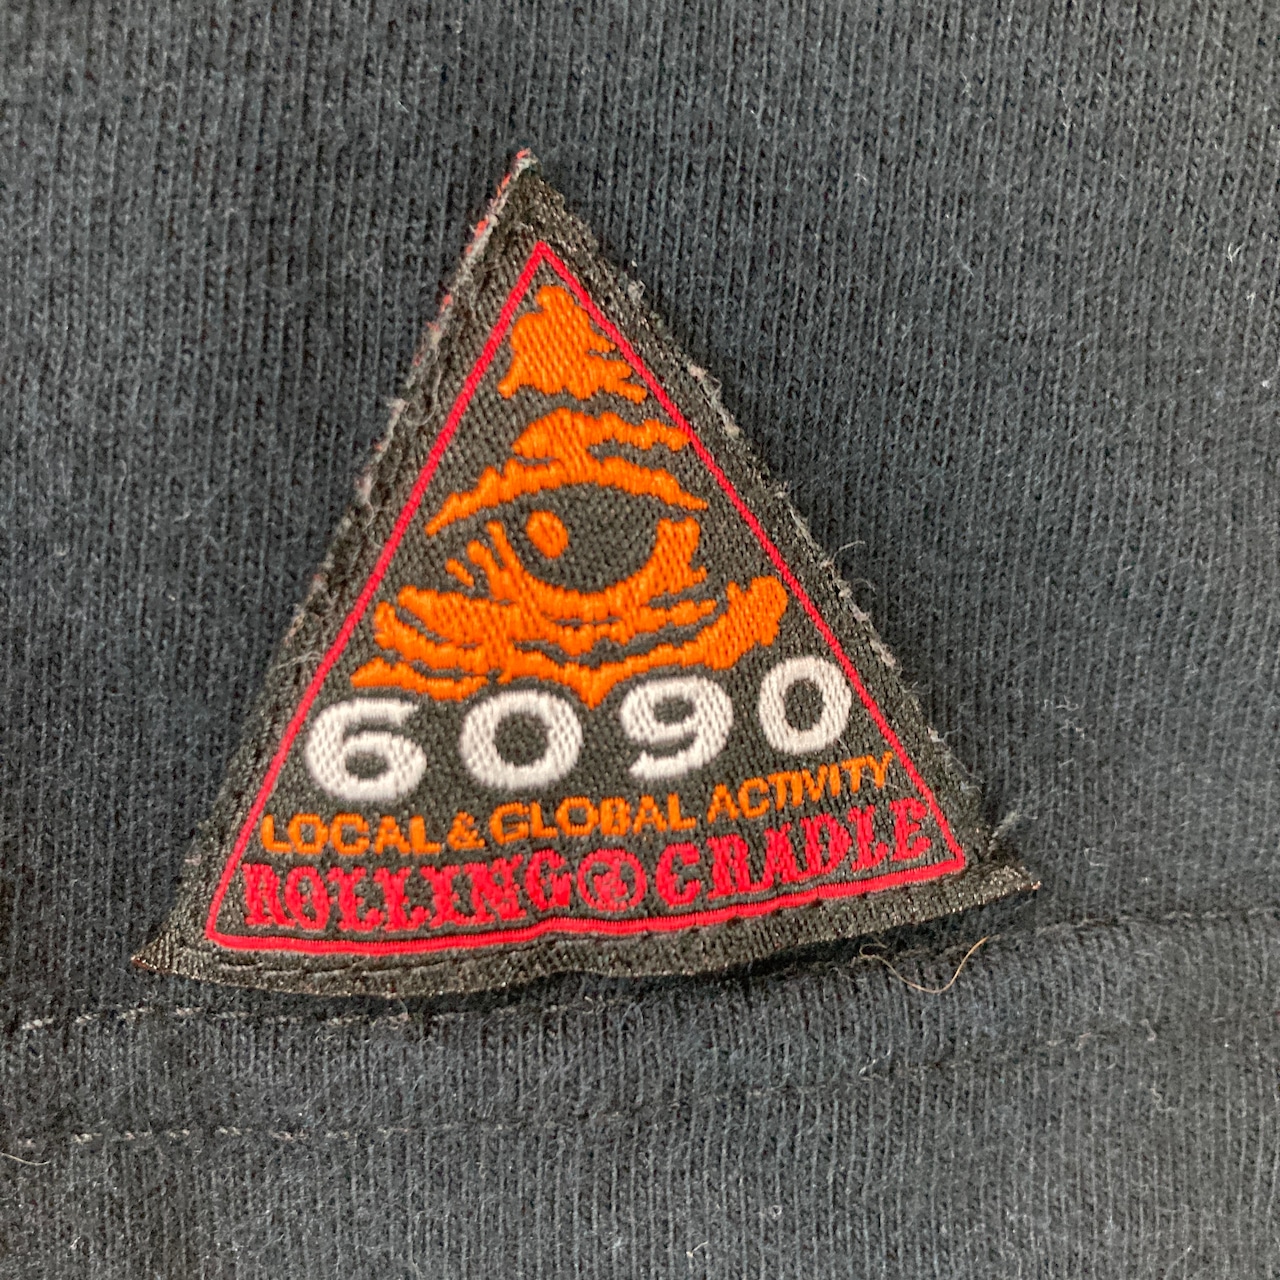 6090
LOCAL & GLOBAL ACTIVITY
ROLLING®CRADLE